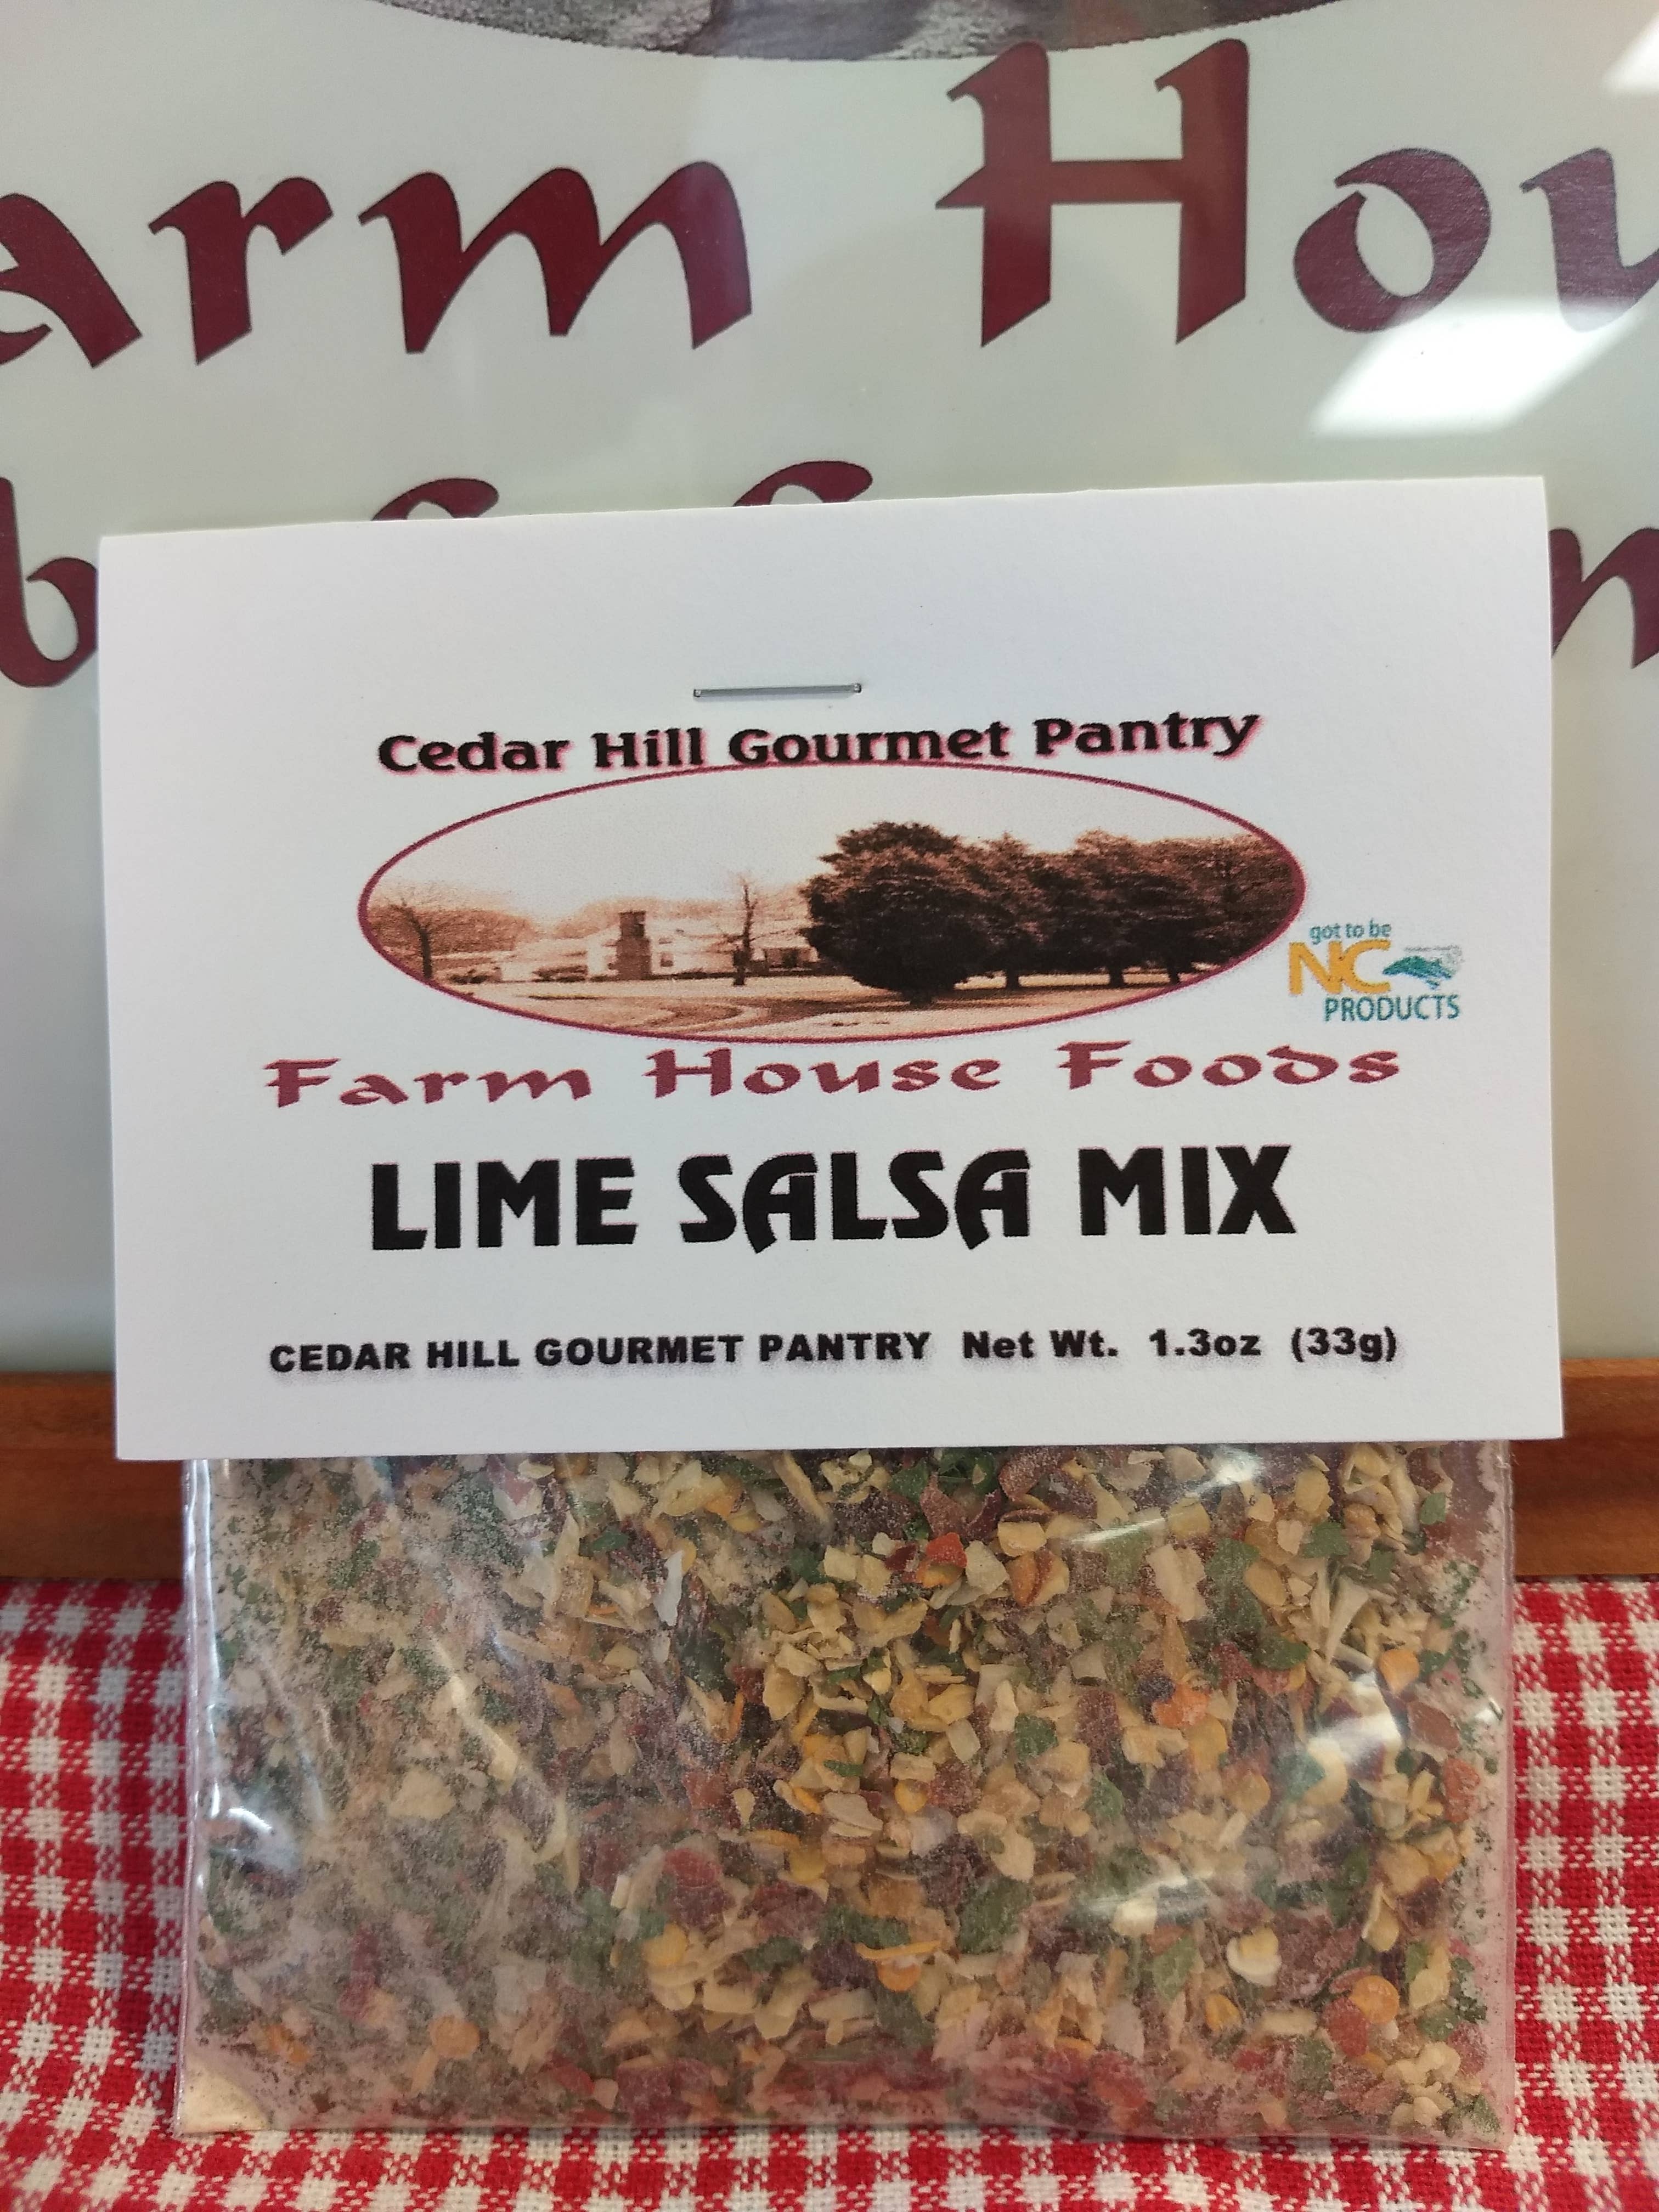 arm Hou
Cedar Hill Gourmet Pantry
got to be
NC
PRODUCTS
Farm House Foods
LIME SALSA MIX
CEDAR HILL GOURMET PANTRY Net Wt. 1.3oz (33g)